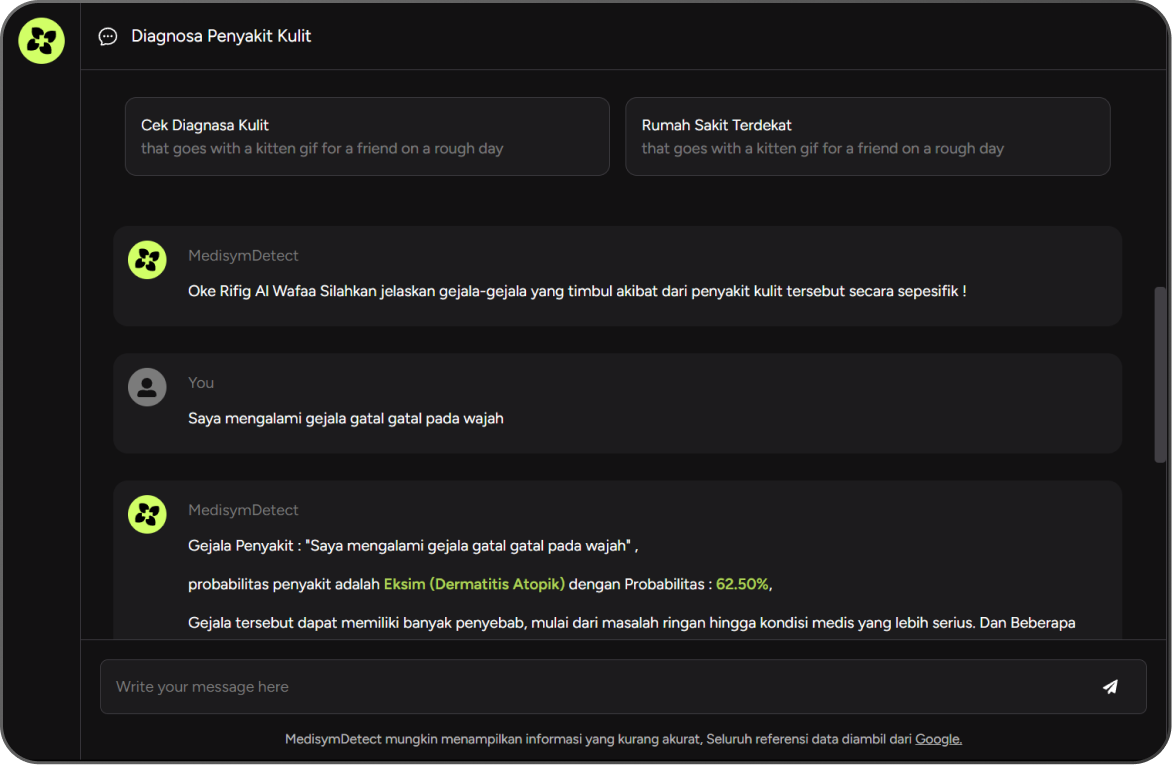 Diagnosa Penyakit Kulit
Cek Diagnasa Kulit
that goes with a kitten gif for a friend on a rough day
Rumah Sakit Terdekat
that goes with a kitten gif for a friend on a rough day
MedisymDetect
Oke Rifig Al Wafaa Silahkan jelaskan gejala-gejala yang timbul akibat dari penyakit kulit tersebut secara sepesifik !
You
Saya mengalami gejala gatal gatal pada wajah
MedisymDetect
Gejala Penyakit : "Saya mengalami gejala gatal gatal pada wajah" ,
probabilitas penyakit adalah Eksim (Dermatitis Atopik) dengan Probabilitas : 62.50%,
Gejala tersebut dapat memiliki banyak penyebab, mulai dari masalah ringan hingga kondisi medis yang lebih serius. Dan Beberapa
Write your message here
MedisymDetect mungkin menampilkan informasi yang kurang akurat, Seluruh referensi data diambil dari Google.